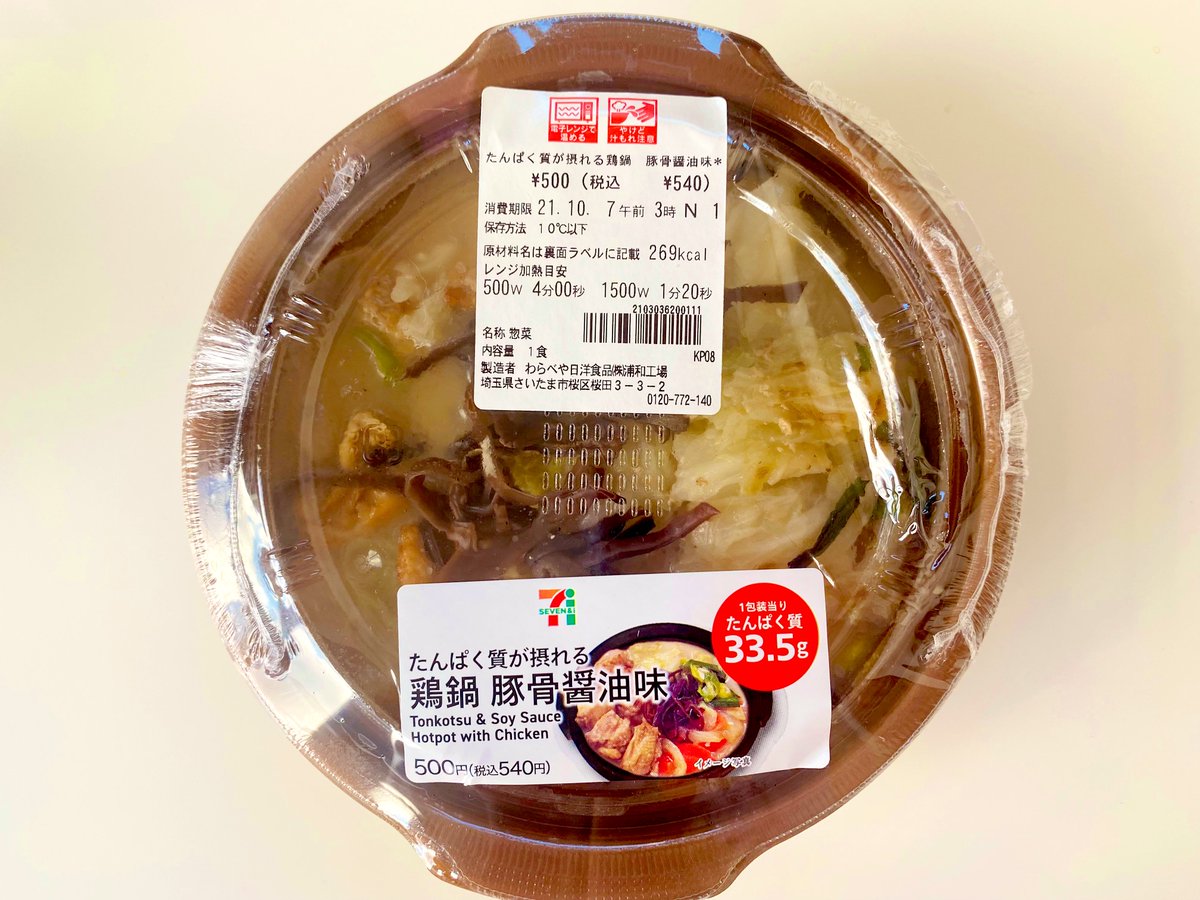 電子レンジで
温める
やけど
汁もれ注意
たんぱく質が摂れる鶏鍋 豚骨醤油味*
¥500 (税込 ¥540)
消費期限 21.10. 7 午前 3時 N 1
保存方法 10℃以下
原材料名は裏面ラベルに記載 269kcal
レンジ加熱目安
500W 4分00秒 1500W 1分20秒
2103036200111
名称 惣菜
内容量 1食
KP08
製造者 わらべや日洋食品㈱浦和工場
埼玉県さいたま市桜区桜田3-3-2
0120-772-140
SEVEN&i
1包装当り
たんぱく質
33.5g
たんぱく質が摂れる
鶏鍋 豚骨醤油味
Tonkotsu & Soy Sauce
Hotpot with Chicken
500円(税込540円)
イメージ写真